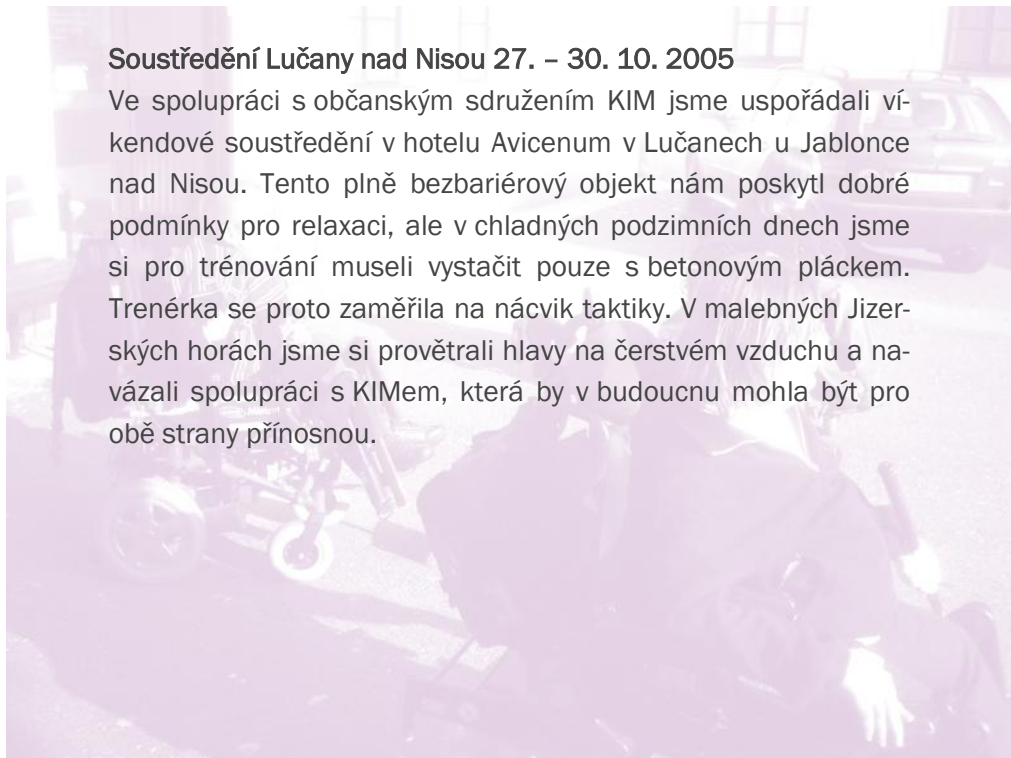 Soustředění Lučany nad Nisou 27. – 30. 10. 2005
Ve spolupráci s občanským sdružením KIM jsme uspořádali ví-
kendové soustředění v hotelu Avicenum v Lučanech u Jablonce
nad Nisou. Tento plně bezbariérový objekt nám poskytl dobré
podmínky pro relaxaci, ale v chladných podzimních dnech jsme
si pro trénování museli vystačit pouze s betonovým pláckem.
Trenérka se proto zaměřila na nácvik taktiky. V malebných Jizer-
ských horách jsme si provětrali hlavy na čerstvém vzduchu a na-
vázali spolupráci s KIMem, která by v budoucnu mohla být pro
obě strany přínosnou.